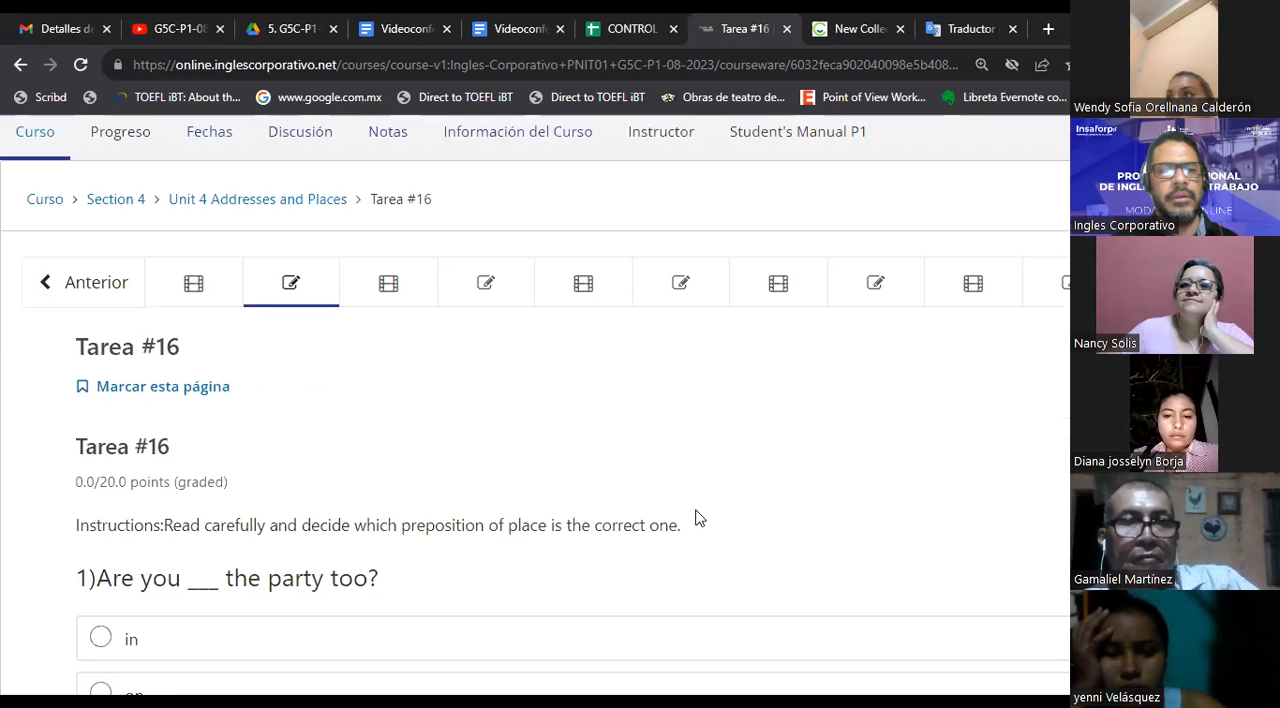 Detalles de
G5C-P1-08
5. G5C-P1-
Videoconf
Videoconf
CONTROL
Tarea #16
New Collec
Traductor
https://online.inglescorporativo.net/courses/course-v1:Ingles-Corporativo+PNIT01+G5C-P1-08-2023/courseware/6032feca902040098e5b408...
Scribd
TOEFL iBT: About th...
www.google.com.mx
Direct to TOEFL iBT
Direct to TOEFL iBT
Obras de teatro de...
Point of View Work...
Libreta Evernote co...
Curso
Progreso
Fechas
Discusión
Notas
Información del Curso
Instructor
Student's Manual P1
Curso > Section 4 > Unit 4 Addresses and Places > Tarea #16
Anterior
Tarea #16
Marcar esta página
Tarea #16
0.0/20.0 points (graded)
Instructions:Read carefully and decide which preposition of place is the correct one.
1)Are you ___ the party too?
in
Wendy Sofia Orellnana Calderón
Insaforp
Ingles Corporativo
Nancy Solis
Diana josselyn Borja
Gamaliel Martínez
yenni Velásquez